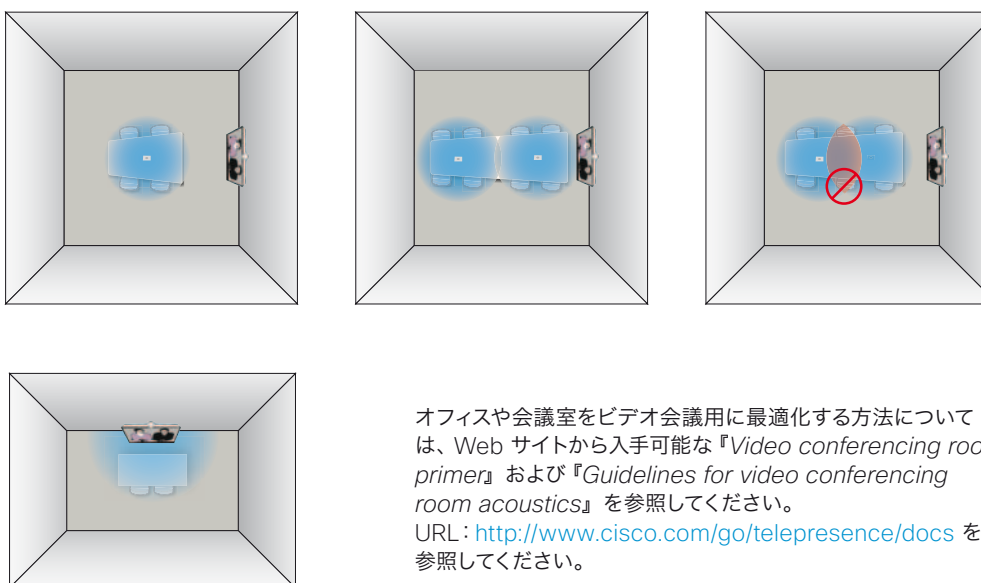 オフィスや会議室をビデオ会議用に最適化する方法について
は、Web サイトから入手可能な『Video conferencing
primer』および『Guidelines for video conferencing
room acoustics』を参照してください。
URL：http://www.cisco.com/go/telepresence/docs を
参照してください。